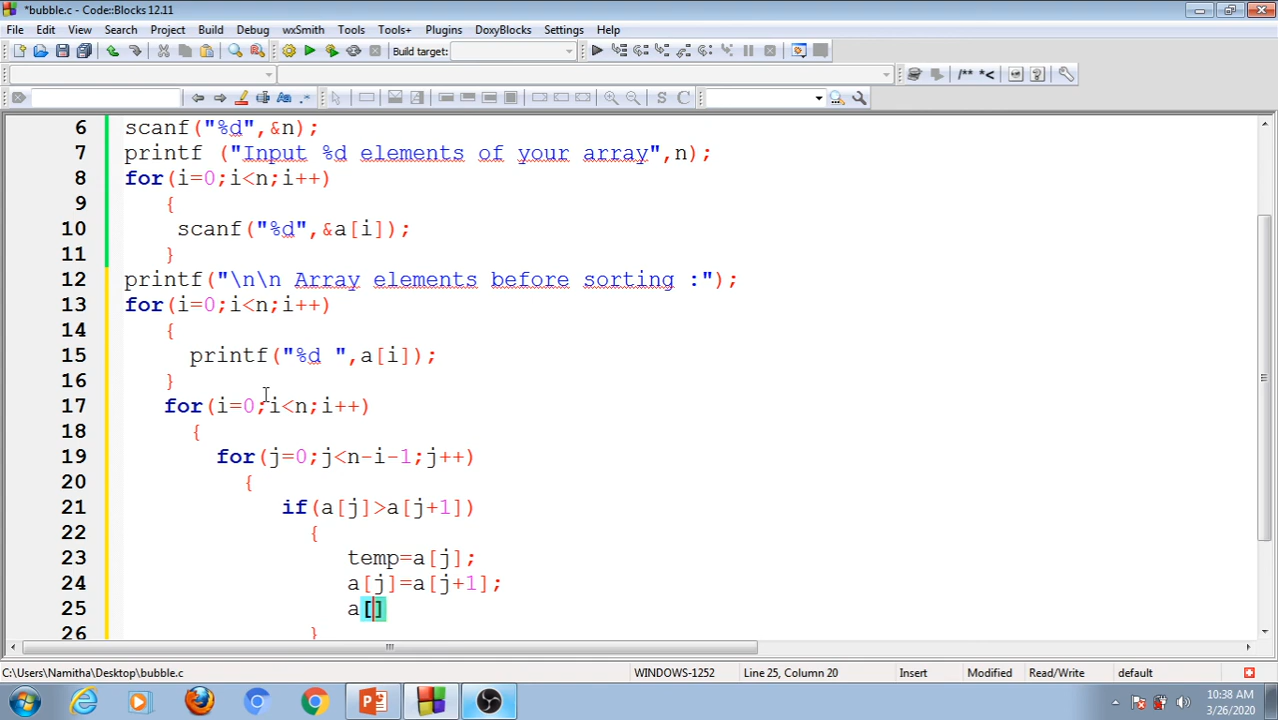 *bubble.c - Code::Blocks 12.11
File Edit View Search Project Build Debug wxSmith Tools Tools+ Plugins DoxyBlocks Settings Help
Build target:
/** *<
S C
6 scanf("%d",&n);
7 printf ("Input %d elements of your array",n);
8 for(i=0;i<n;i++)
9 {
10 scanf("%d",&a[i]);
11 }
12 printf("\n\n Array elements before sorting :");
13 for(i=0;i<n;i++)
14 {
15 printf("%d ",a[i]);
16 }
17 for(i=0;i<n;i++)
18 {
19 for(j=0;j<n-i-1;j++)
20 {
21 if(a[j]>a[j+1])
22 {
23 temp=a[j];
24 a[j]=a[j+1];
25 a[]
26 }
C:\Users\Namitha\Desktop\bubble.c WINDOWS-1252 Line 25, Column 20 Insert Modified Read/Write default
10:38 AM
3/26/2020